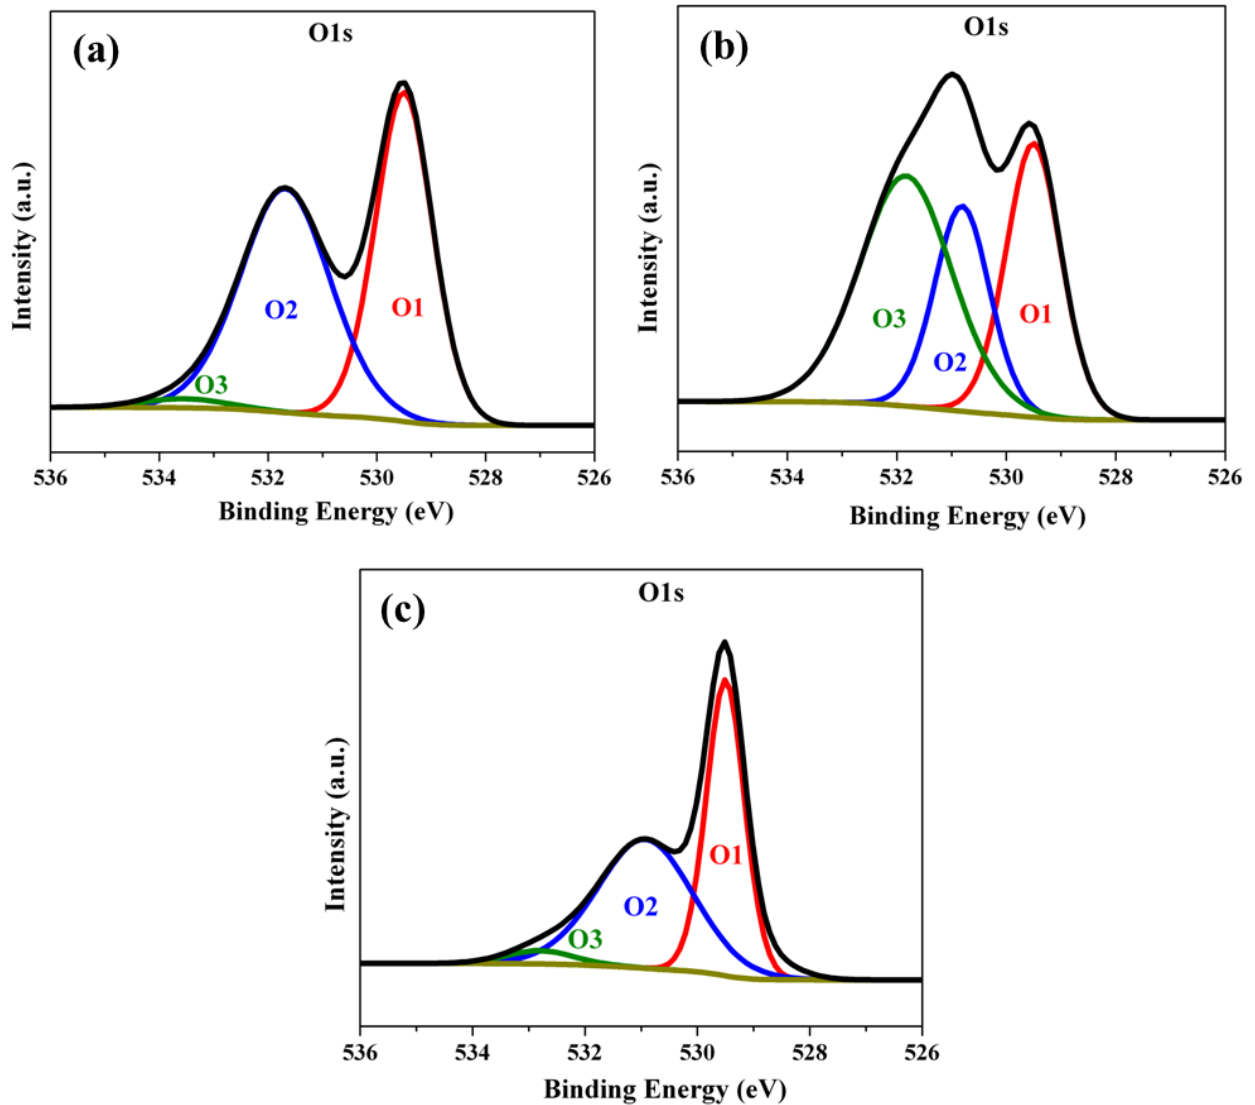 (a)
O1s
Intensity (a.u.)
O3
O2
O1
536 534 532 530 528 526
Binding Energy (eV)
(b)
O1s
Intensity (a.u.)
O3
O2
O1
536 534 532 530 528 526
Binding Energy (eV)
(c)
O1s
Intensity (a.u.)
O3
O2
O1
536 534 532 530 528 526
Binding Energy (eV)